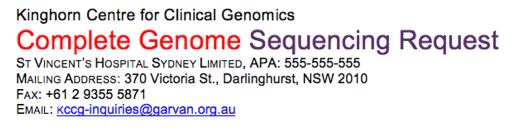 Kinghorn Centre for Clinical Genomics
Complete Genome Sequencing Request
ST VINCENT'S HOSPITAL SYDNEY LIMITED, APA: 555-555-555
MAILING ADDRESS: 370 Victoria St., Darlinghurst, NSW 2010
FAX: +61 2 9355 5871
EMAIL: kccg-inquiries@garvan.org.au